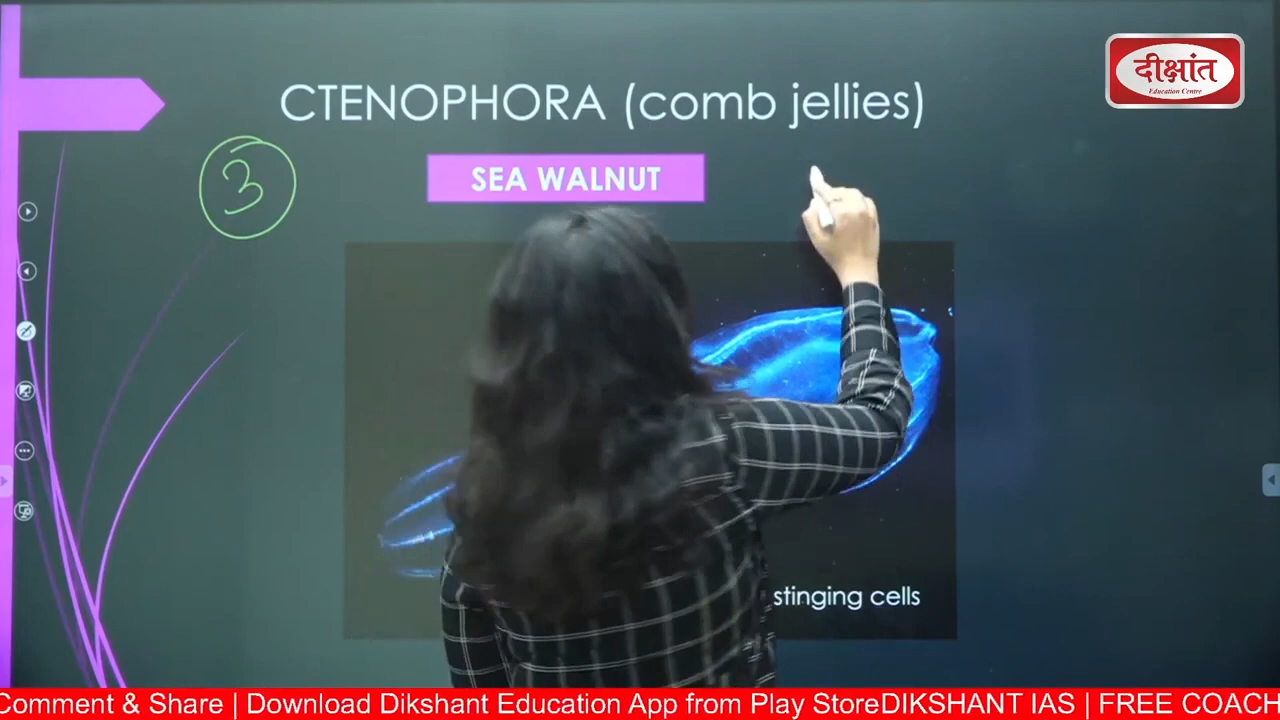 दीक्षांत
Education Centre
CTENOPHORA (comb jellies)
3
SEA WALNUT
stinging cells
Comment & Share | Download Dikshant Education App from Play StoreDIKSHANT IAS | FREE COACH